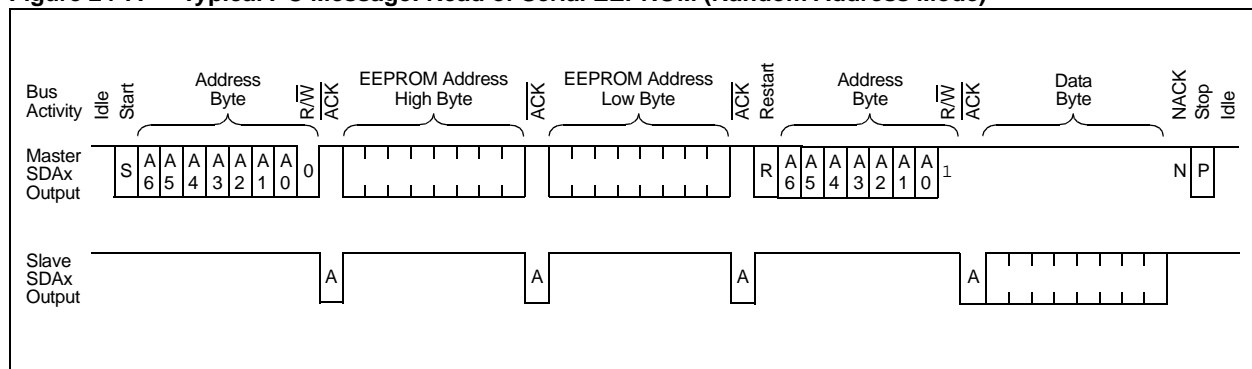 Figure Typical Message: Read of Serial EEPROM (Random Address Mode)
Bus
Activity
Idle
Start
Address
Byte
R/W
ACK
EEPROM Address
High Byte
ACK
EEPROM Address
Low Byte
ACK
Restart
Address
Byte
R/W
ACK
Data
Byte
NACK
Stop
Idle
Master
SDAx
Output
S A6 A5 A4 A3 A2 A1 A0 0 R A6 A5 A4 A3 A2 A1 A0 1 N P
Slave
SDAx
Output
A A A A